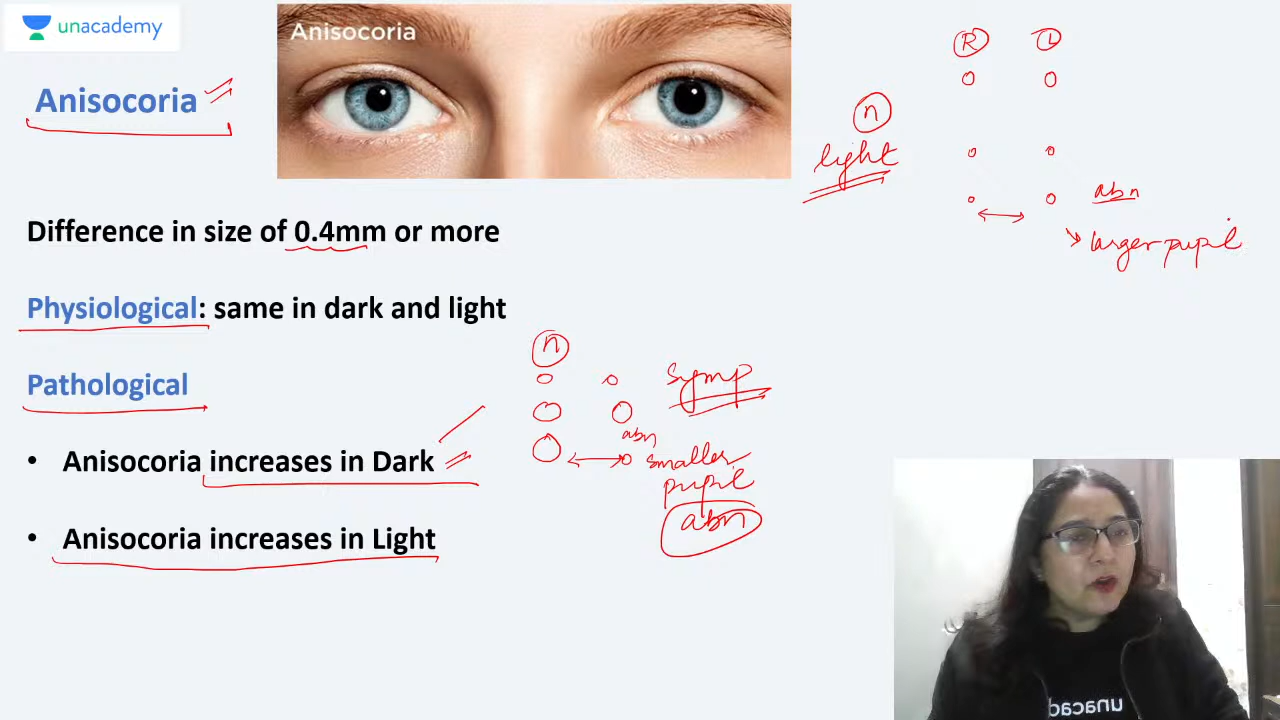 unacademy
Anisocoria
Anisocoria
R L
n
light
abn
larger pupil
Difference in size of 0.4mm or more
Physiological: same in dark and light
n
Symp
Pathological
abn
• Anisocoria increases in Dark
smaller
pupil
abn
• Anisocoria increases in Light
unacad